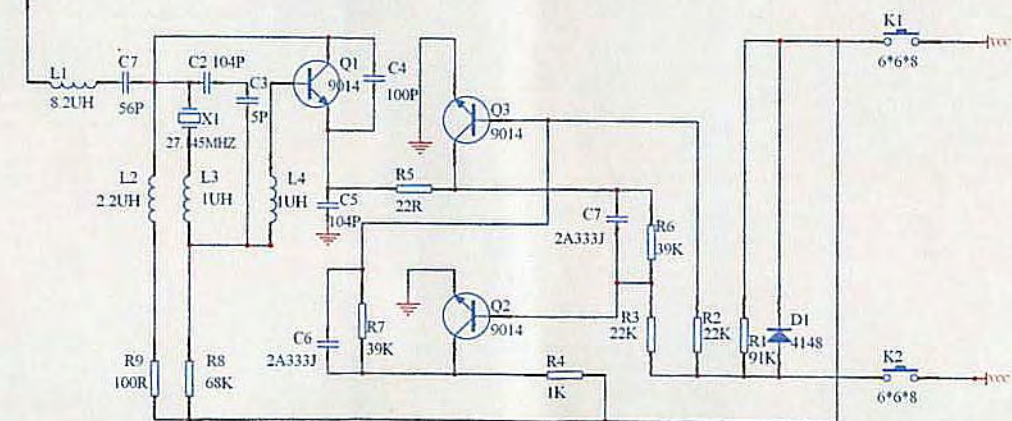 K1
VCC
6*6*8
L1
8.2UH
C7
56P
C2 104P
C3
5P
X1
27.145MHZ
Q1
9014
C4
100P
Q3
9014
L2
2.2UH
L3
1UH
L4
1UH
C5
104P
R5
22R
C7
2A333J
R6
39K
C6
2A333J
R7
39K
Q2
9014
R3
22K
R2
22K
R1
91K
D1
4148
R9
100R
R8
68K
R4
1K
K2
VCC
6*6*8